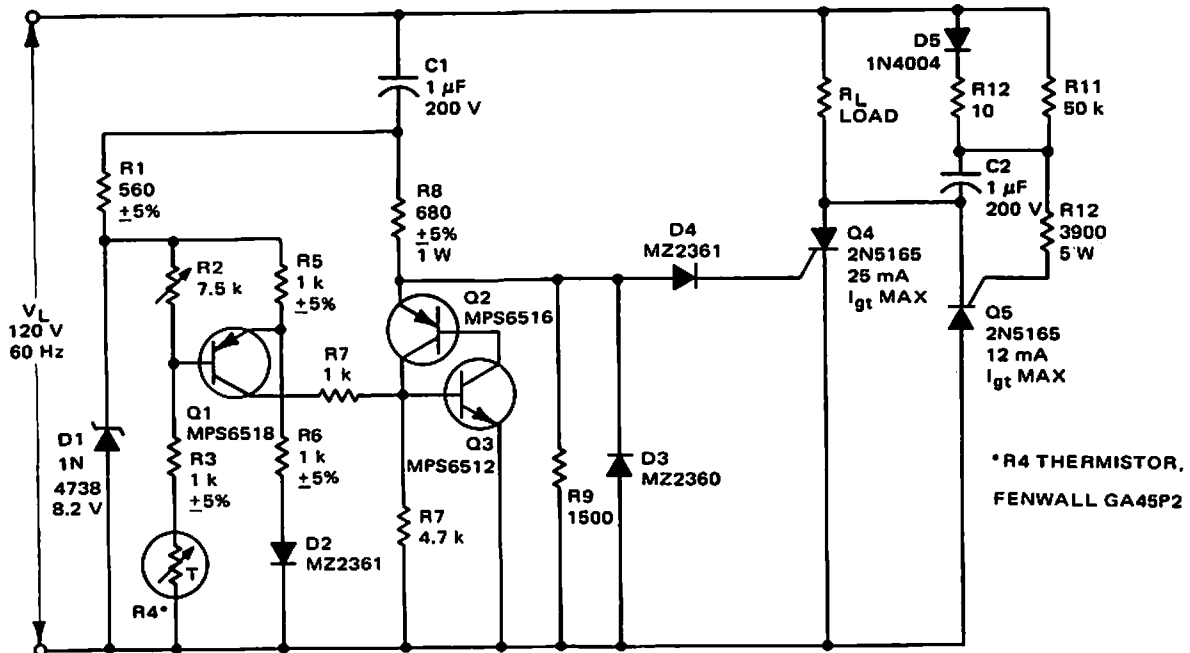 VL
120 V
60 Hz
C1
1 µF
200 V
R1
560
±5%
R8
680
±5%
1 W
R2
7.5 k
R5
1 k
±5%
Q2
MPS6516
R7
1 k
Q1
MPS6518
Q3
MPS6512
D1
1N
4738
8.2 V
R3
1 k
±5%
R6
1 k
±5%
R7
4.7 k
D2
MZ2361
T
R4*
R9
1500
D3
MZ2360
D4
MZ2361
RL
LOAD
Q4
2N5165
25 mA
Igt MAX
D5
1N4004
R12
10
R11
50 k
C2
1 µF
200 V
R12
3900
5 W
Q5
2N5165
12 mA
Igt MAX
*R4 THERMISTOR,
FENWALL GA45P2